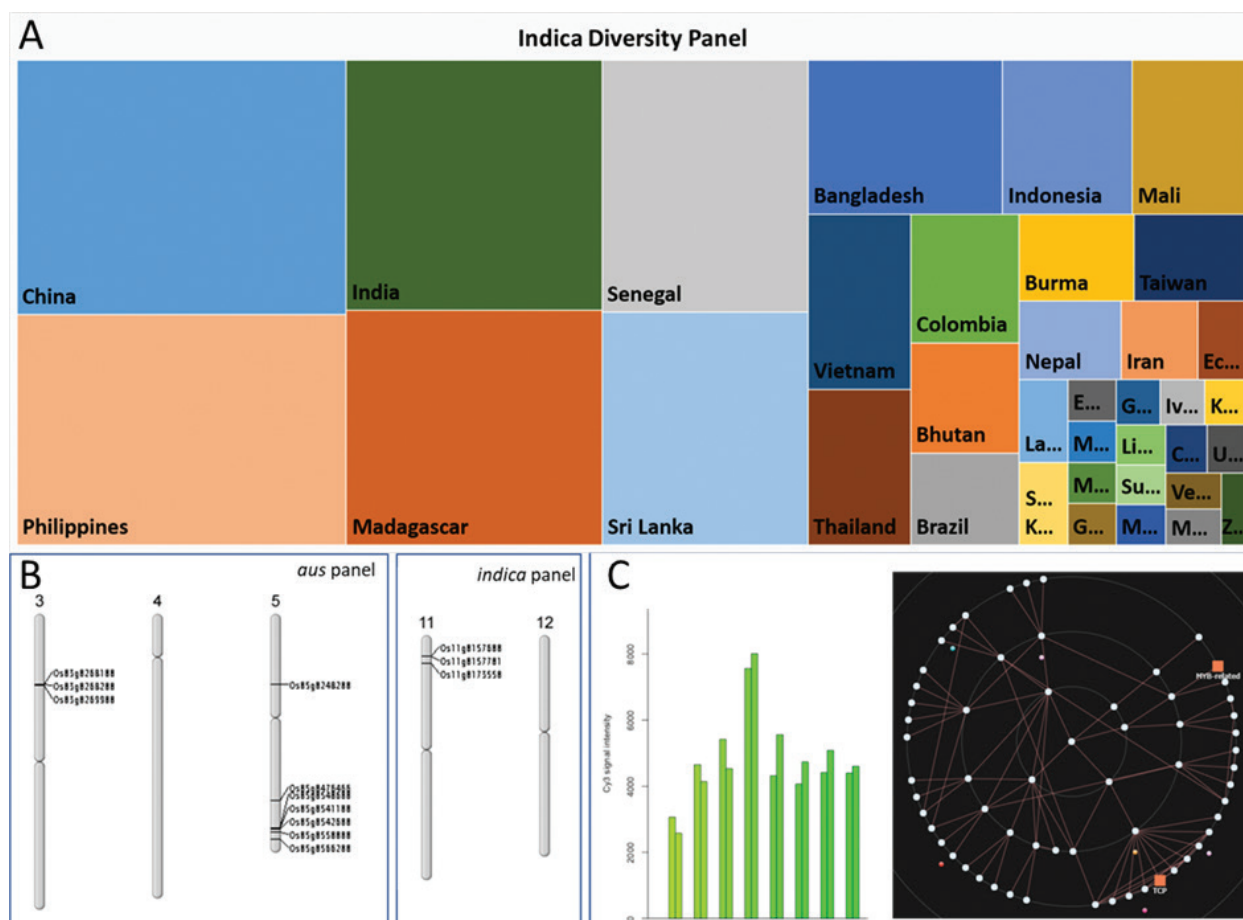 A
Indica Diversity Panel
China
India
Senegal
Bangladesh
Indonesia
Mali
Vietnam
Colombia
Burma
Taiwan
Nepal
Iran
Ec...
Philippines
Madagascar
Sri Lanka
Thailand
Bhutan
Brazil
La...
E...
G...
Iv...
K...
M...
Li...
C...
U...
S...
K...
M...
Su...
Ve...
G...
M...
M...
Z...
B
aus panel
3
4
5
indica panel
11
12
C
Cy3 signal intensity
0
2000
4000
6000
8000
MYB-related
TCP